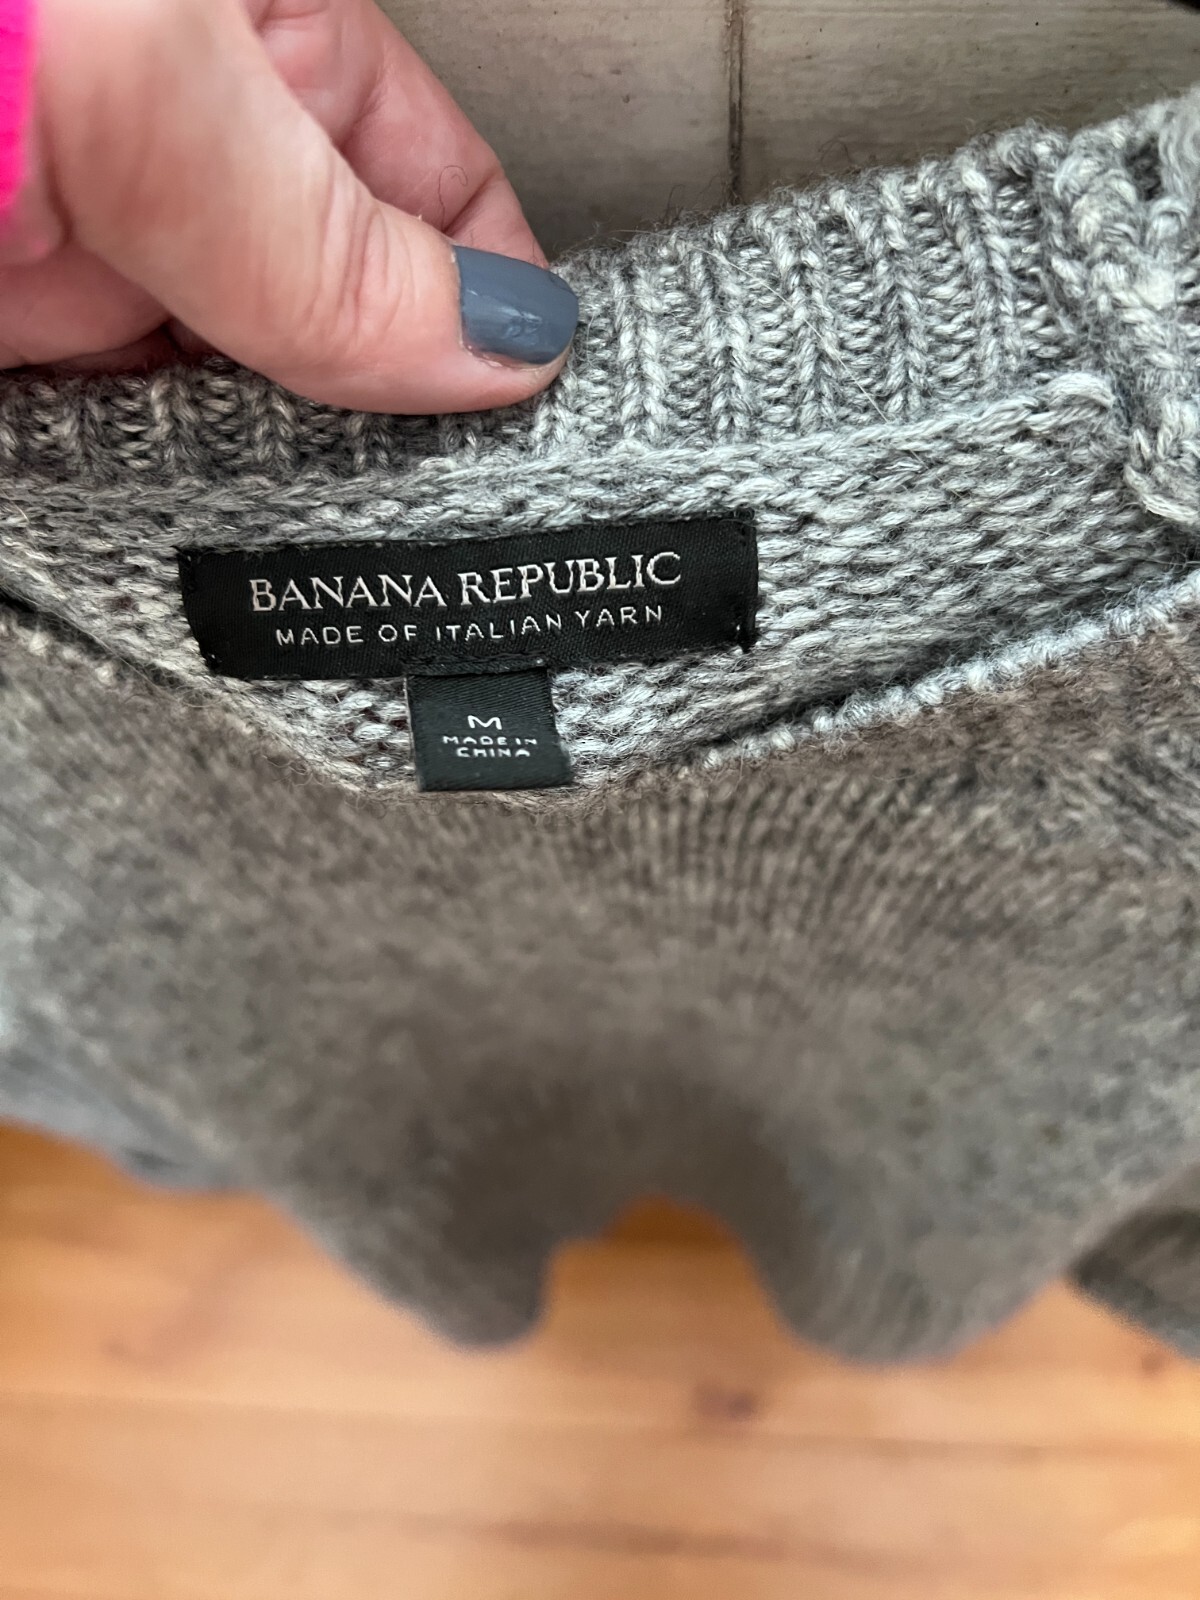 BANANA REPUBLIC
MADE OF ITALIAN YARN
M
MADE IN
CHINA